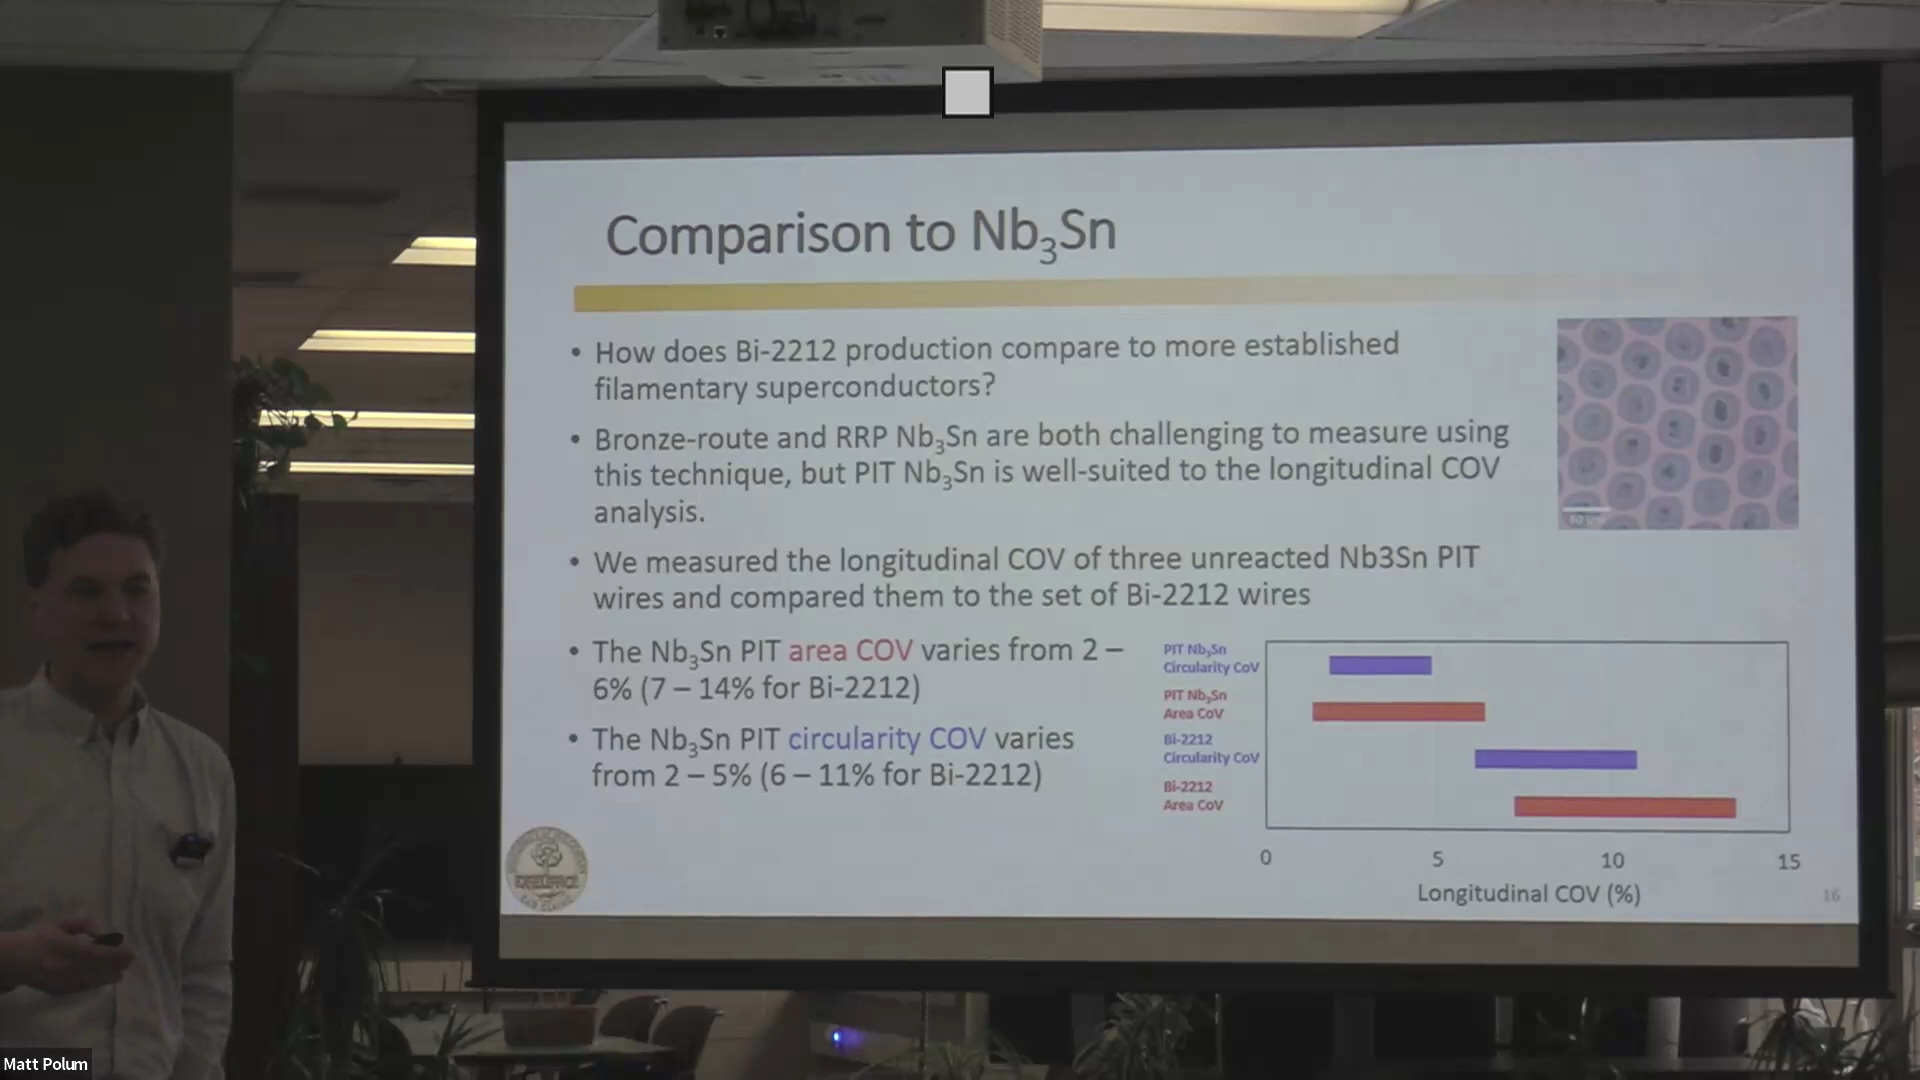 Comparison to Nb₃Sn
• How does Bi-2212 production compare to more established
filamentary superconductors?
• Bronze-route and RRP Nb₃Sn are both challenging to measure using
this technique, but PIT Nb₃Sn is well-suited to the longitudinal COV
analysis.
• We measured the longitudinal COV of three unreacted Nb3Sn PIT
wires and compared them to the set of Bi-2212 wires
• The Nb₃Sn PIT area COV varies from 2 –
6% (7 – 14% for Bi-2212)
• The Nb₃Sn PIT circularity COV varies
from 2 – 5% (6 – 11% for Bi-2212)
PIT Nb₃Sn
Circularity CoV
PIT Nb₃Sn
Area CoV
Bi-2212
Circularity CoV
Bi-2212
Area CoV
0 5 10 15
Longitudinal COV (%)
16
EXCELLENCE
EAU CLAIRE
Matt Polum